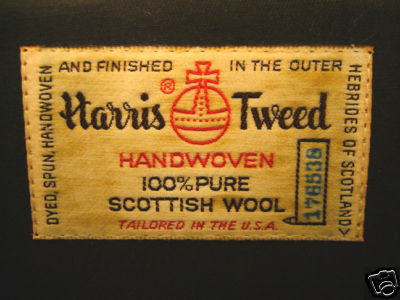 DYED, SPUN, HANDWOVEN
AND FINISHED IN THE OUTER
HEBRIDES OF SCOTLAND
Harris® Tweed
HANDWOVEN
100% PURE
SCOTTISH WOOL
TAILORED IN THE U.S.A.
176538